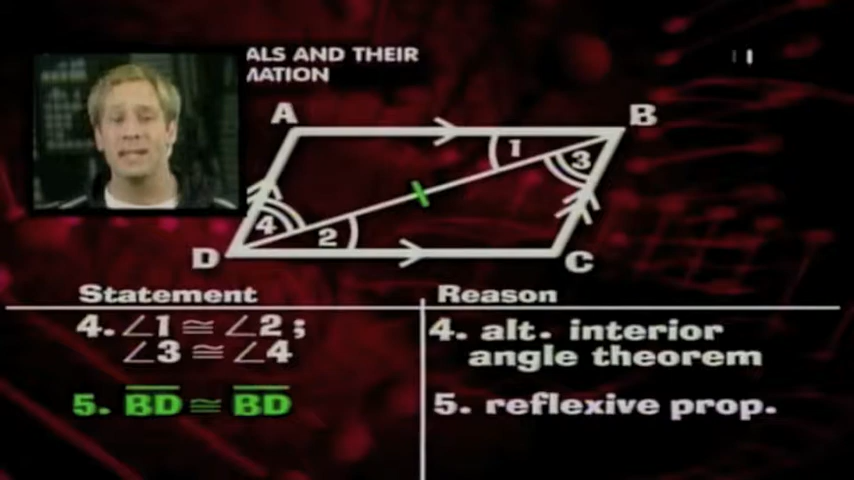 ALS AND THEIR
MATION
A
B
1
3
4
2
D
C
Statement
Reason
4. ∠1 ≅ ∠2 ;
∠3 ≅ ∠4
4. alt. interior
angle theorem
5. BD ≅ BD
5. reflexive prop.